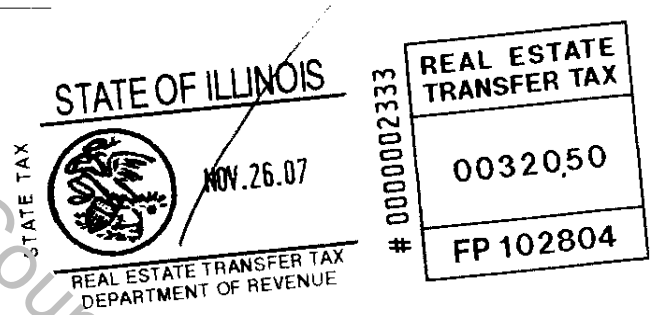 STATE OF ILLINOIS
STATE TAX
NOV.26.07
REAL ESTATE TRANSFER TAX
DEPARTMENT OF REVENUE
# 0000002333
REAL ESTATE
TRANSFER TAX
0032050
FP 102804
Cou